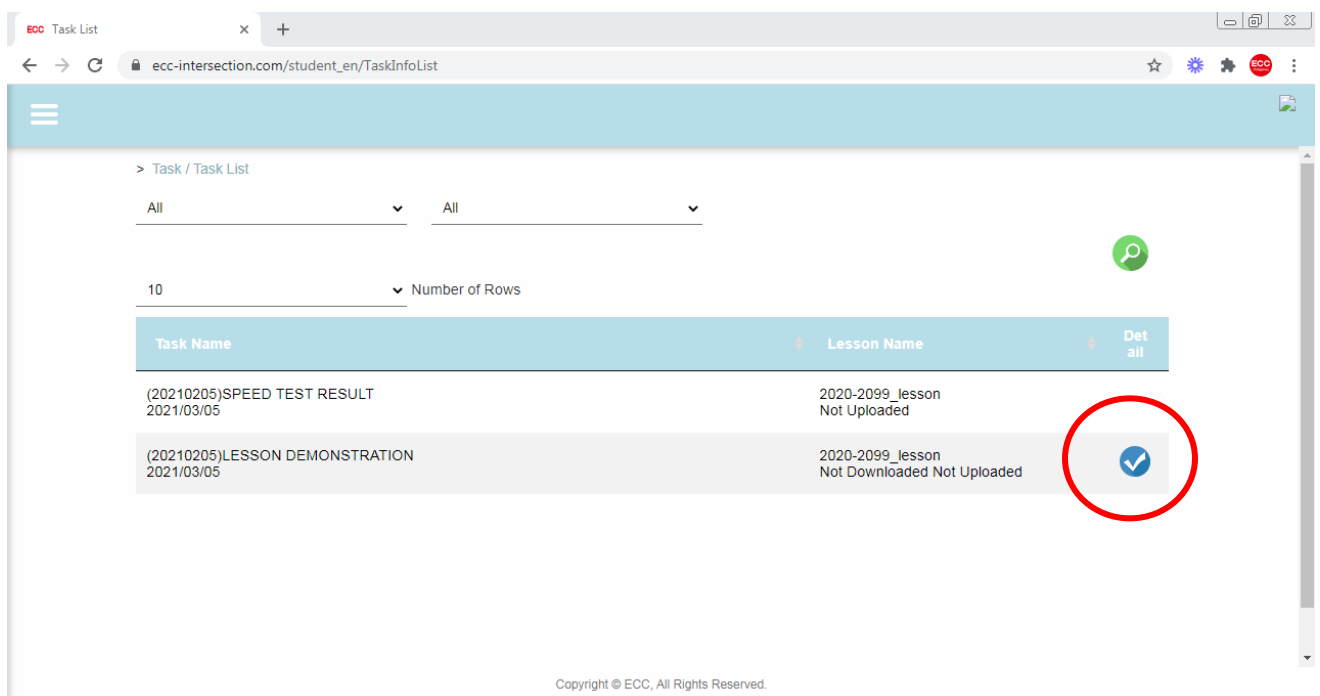 ECC Task List
ecc-intersection.com/student_en/TaskInfoList
ECC
> Task / Task List
All All
10 Number of Rows
Task Name Lesson Name Det
ail
(20210205)SPEED TEST RESULT 2020-2099_lesson
2021/03/05 Not Uploaded
(20210205)LESSON DEMONSTRATION 2020-2099_lesson
2021/03/05 Not Downloaded Not Uploaded
Copyright © ECC, All Rights Reserved.